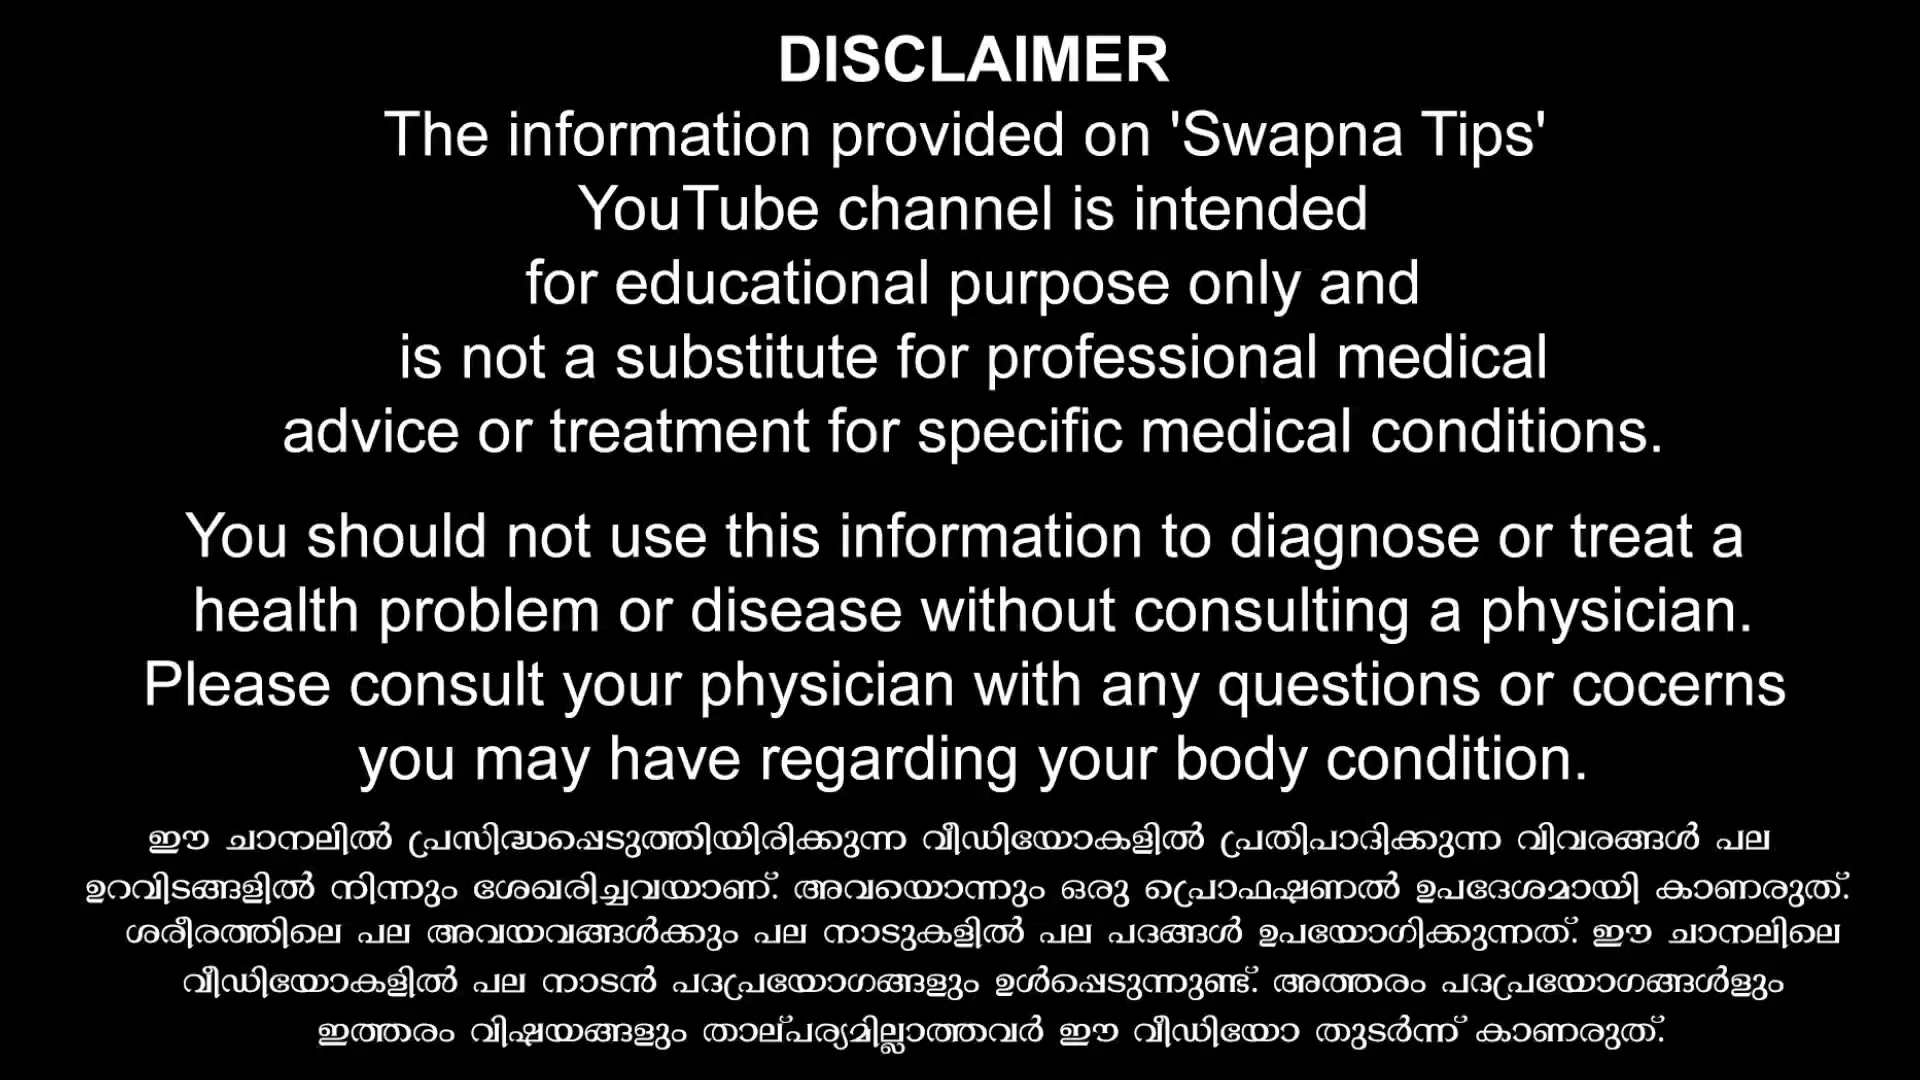 DISCLAIMER
The information provided on 'Swapna Tips'
YouTube channel is intended
for educational purpose only and
is not a substitute for professional medical
advice or treatment for specific medical conditions.
You should not use this information to diagnose or treat a
health problem or disease without consulting a physician.
Please consult your physician with any questions or cocerns
you may have regarding your body condition.
ഈ ചാനലിൽ പ്രസിദ്ധപ്പെടുത്തിയിരിക്കുന്ന വീഡിയോകളിൽ പ്രതിപാദിക്കുന്ന വിവരങ്ങൾ പല
ഉറവിടങ്ങളിൽ നിന്നും ശേഖരിച്ചവയാണ്. അവയൊന്നും ഒരു പ്രൊഫഷണൽ ഉപദേശമായി കാണരുത്.
ശരീരത്തിലെ പല അവയവങ്ങൾക്കും പല നാടുകളിൽ പല പദങ്ങൾ ഉപയോഗിക്കുന്നത്. ഈ ചാനലിലെ
വീഡിയോകളിൽ പല നാടൻ പദപ്രയോഗങ്ങളും ഉൾപ്പെടുന്നുണ്ട്. അത്തരം പദപ്രയോഗങ്ങൾളും
ഇത്തരം വിഷയങ്ങളും താല്പര്യമില്ലാത്തവർ ഈ വീഡിയോ തുടർന്ന് കാണരുത്.